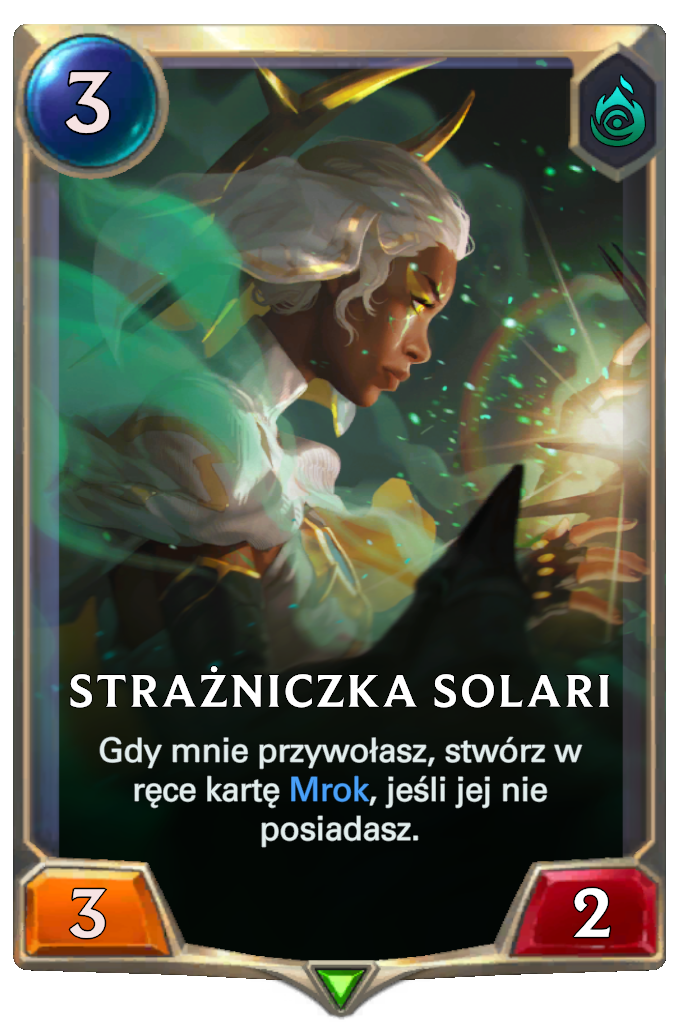 3
STRAŻNICZKA SOLARI
Gdy mnie przywołasz, stwórz w
ręce kartę Mrok, jeśli jej nie
posiadasz.
3
2